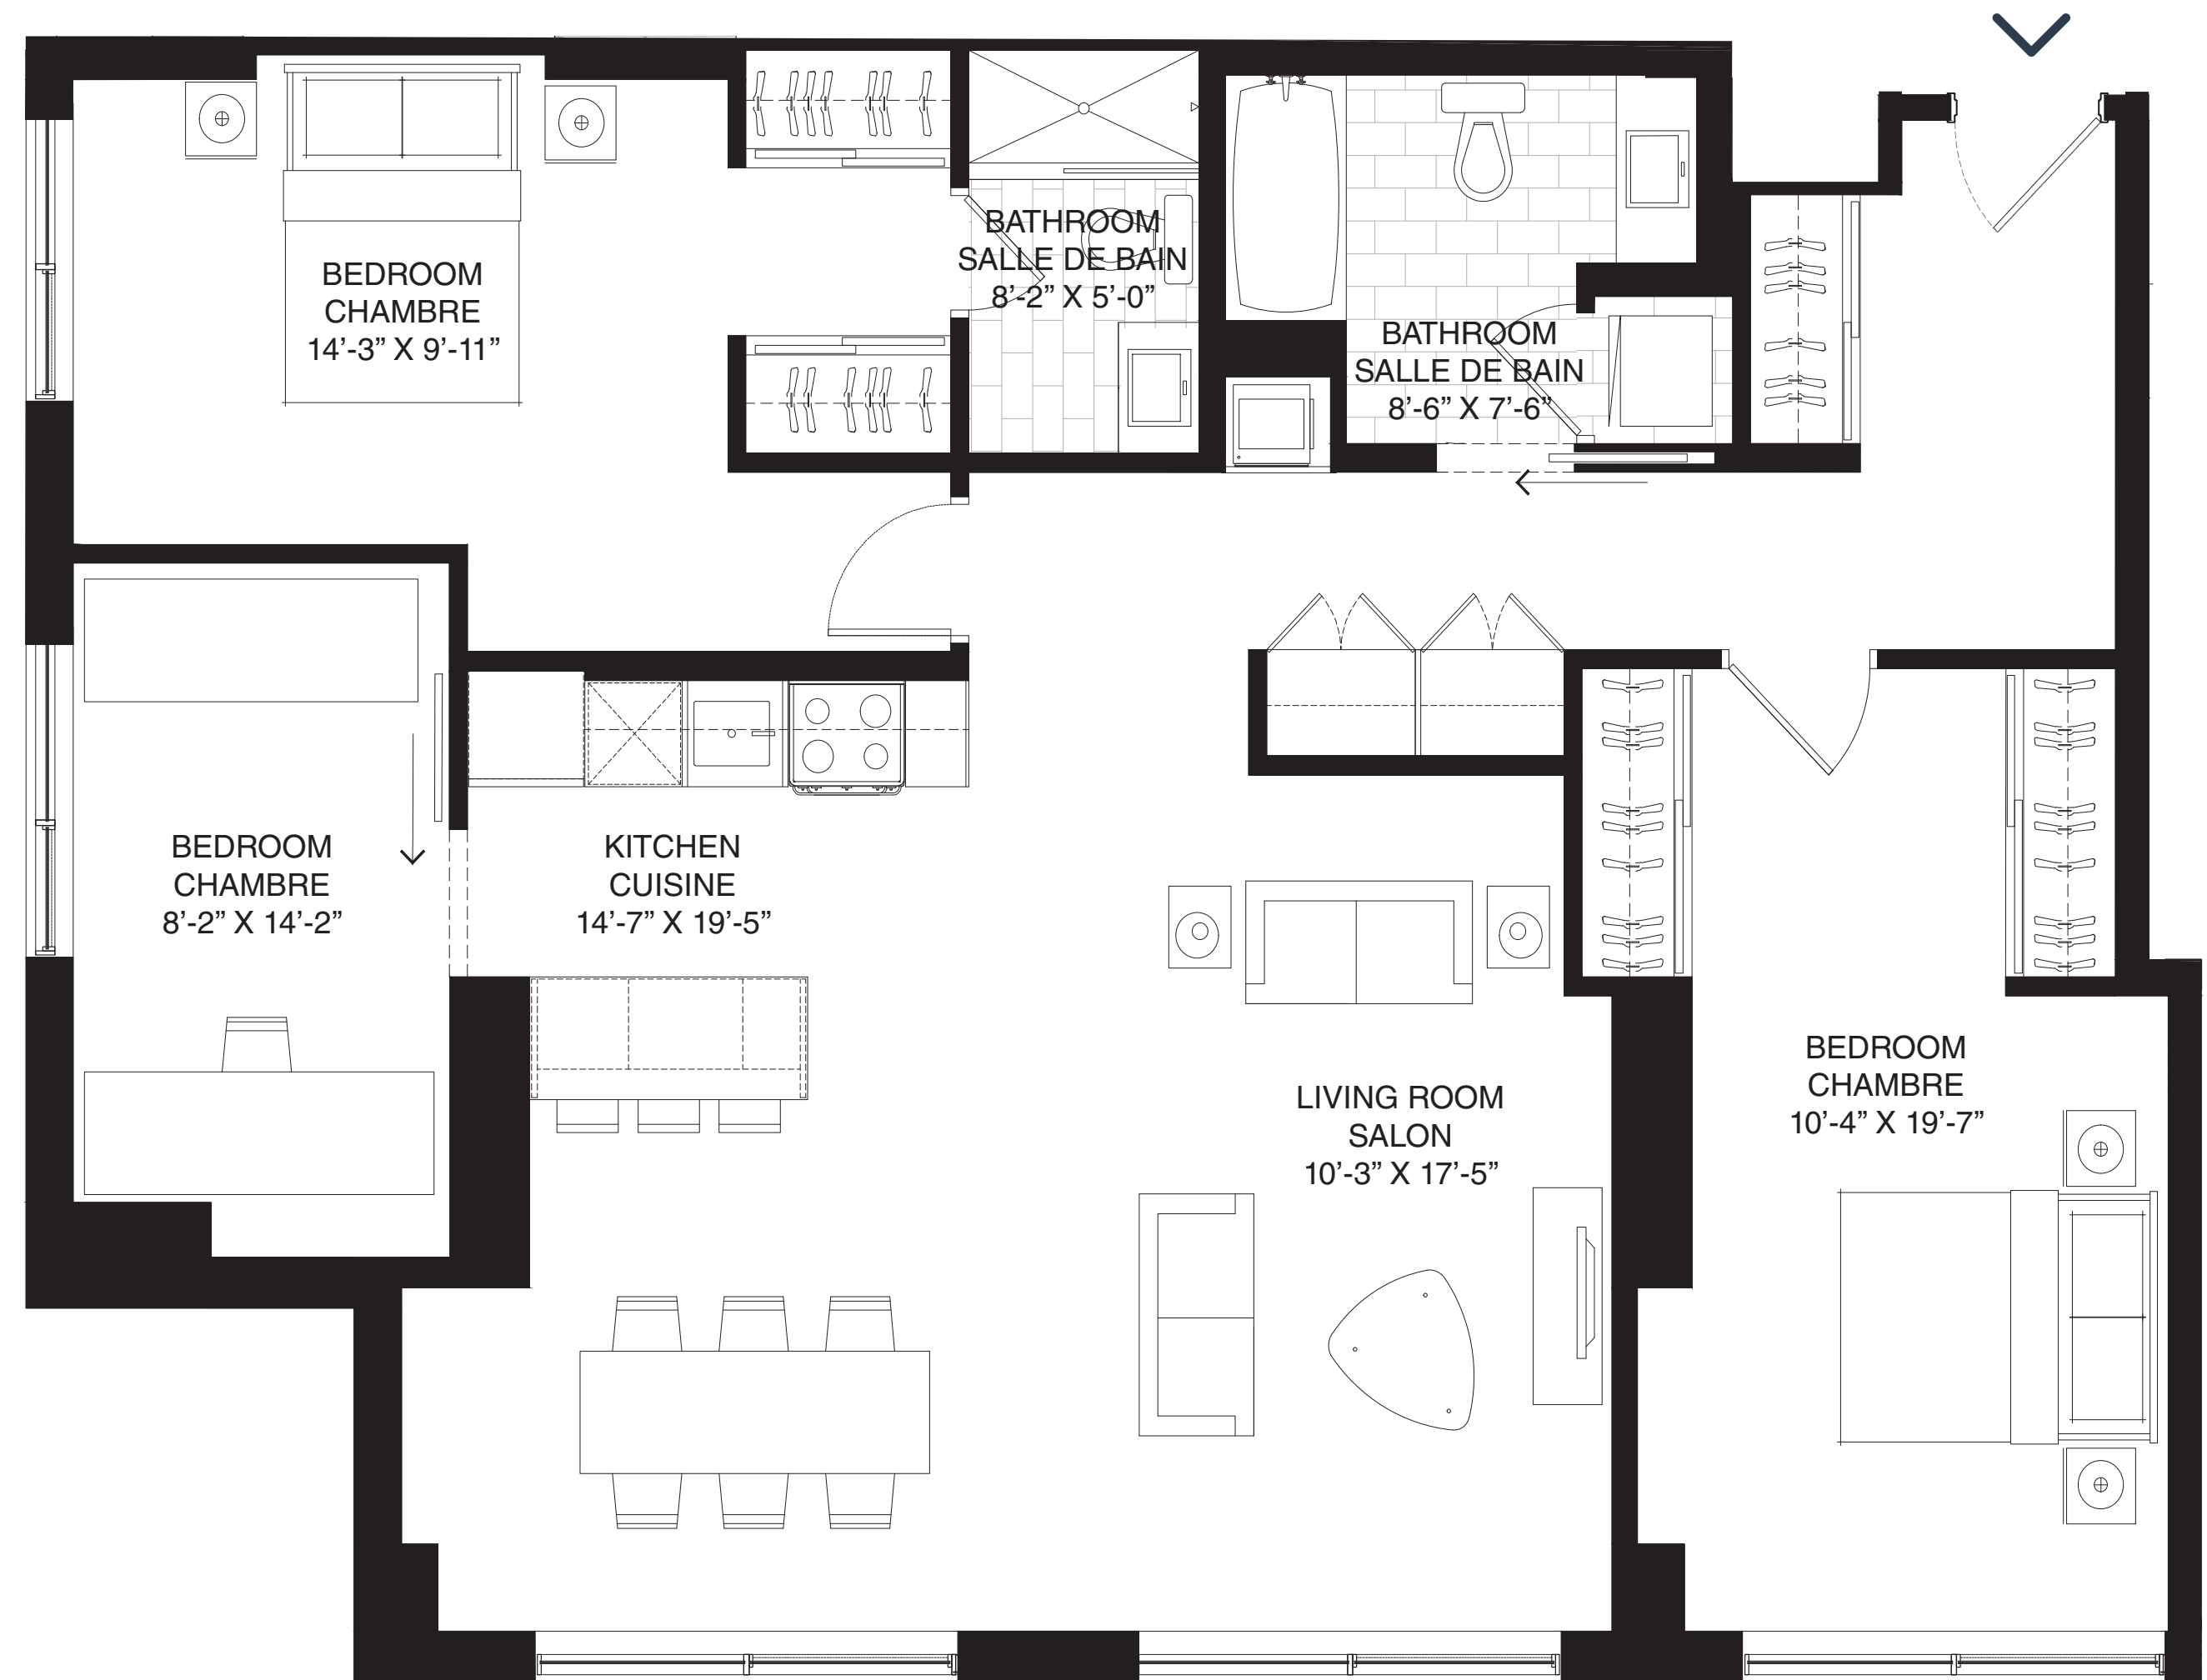 BATHROOM
SALLE DE BAIN
8’-2” X 5’-0”
BEDROOM
CHAMBRE
14’-3” X 9’-11”
BATHROOM
SALLE DE BAIN
8’-6” X 7’-6”
BEDROOM
CHAMBRE
8’-2” X 14’-2”
KITCHEN
CUISINE
14’-7” X 19’-5”
LIVING ROOM
SALON
10’-3” X 17’-5”
BEDROOM
CHAMBRE
10’-4” X 19’-7”